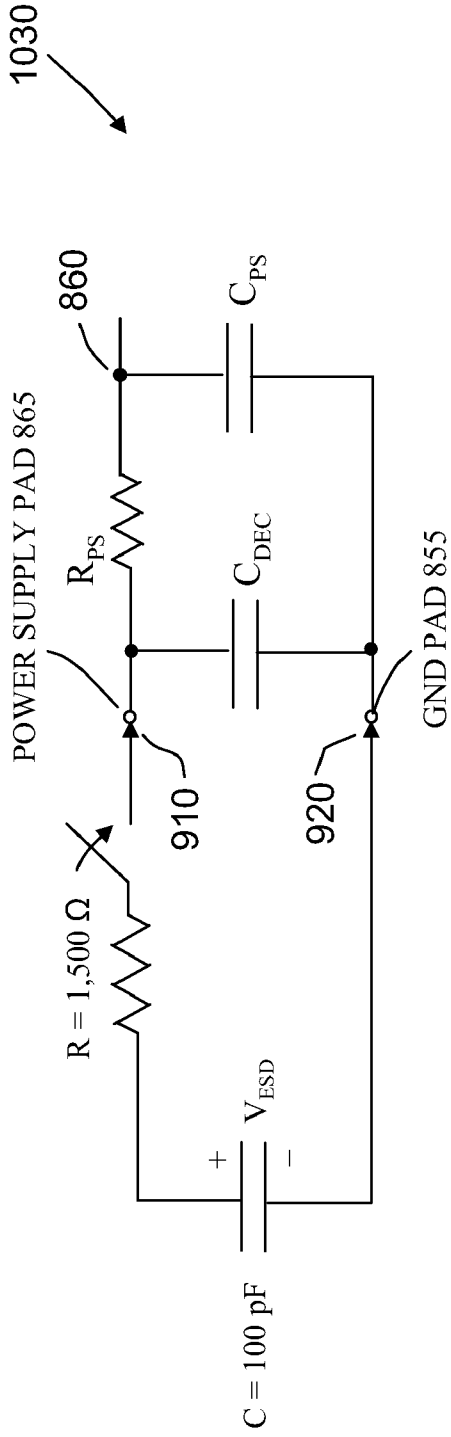 1030
POWER SUPPLY PAD 865
860
R = 1,500 Ω
R_PS
910
C_DEC
C_PS
+
V_ESD
−
C = 100 pF
920
GND PAD 855